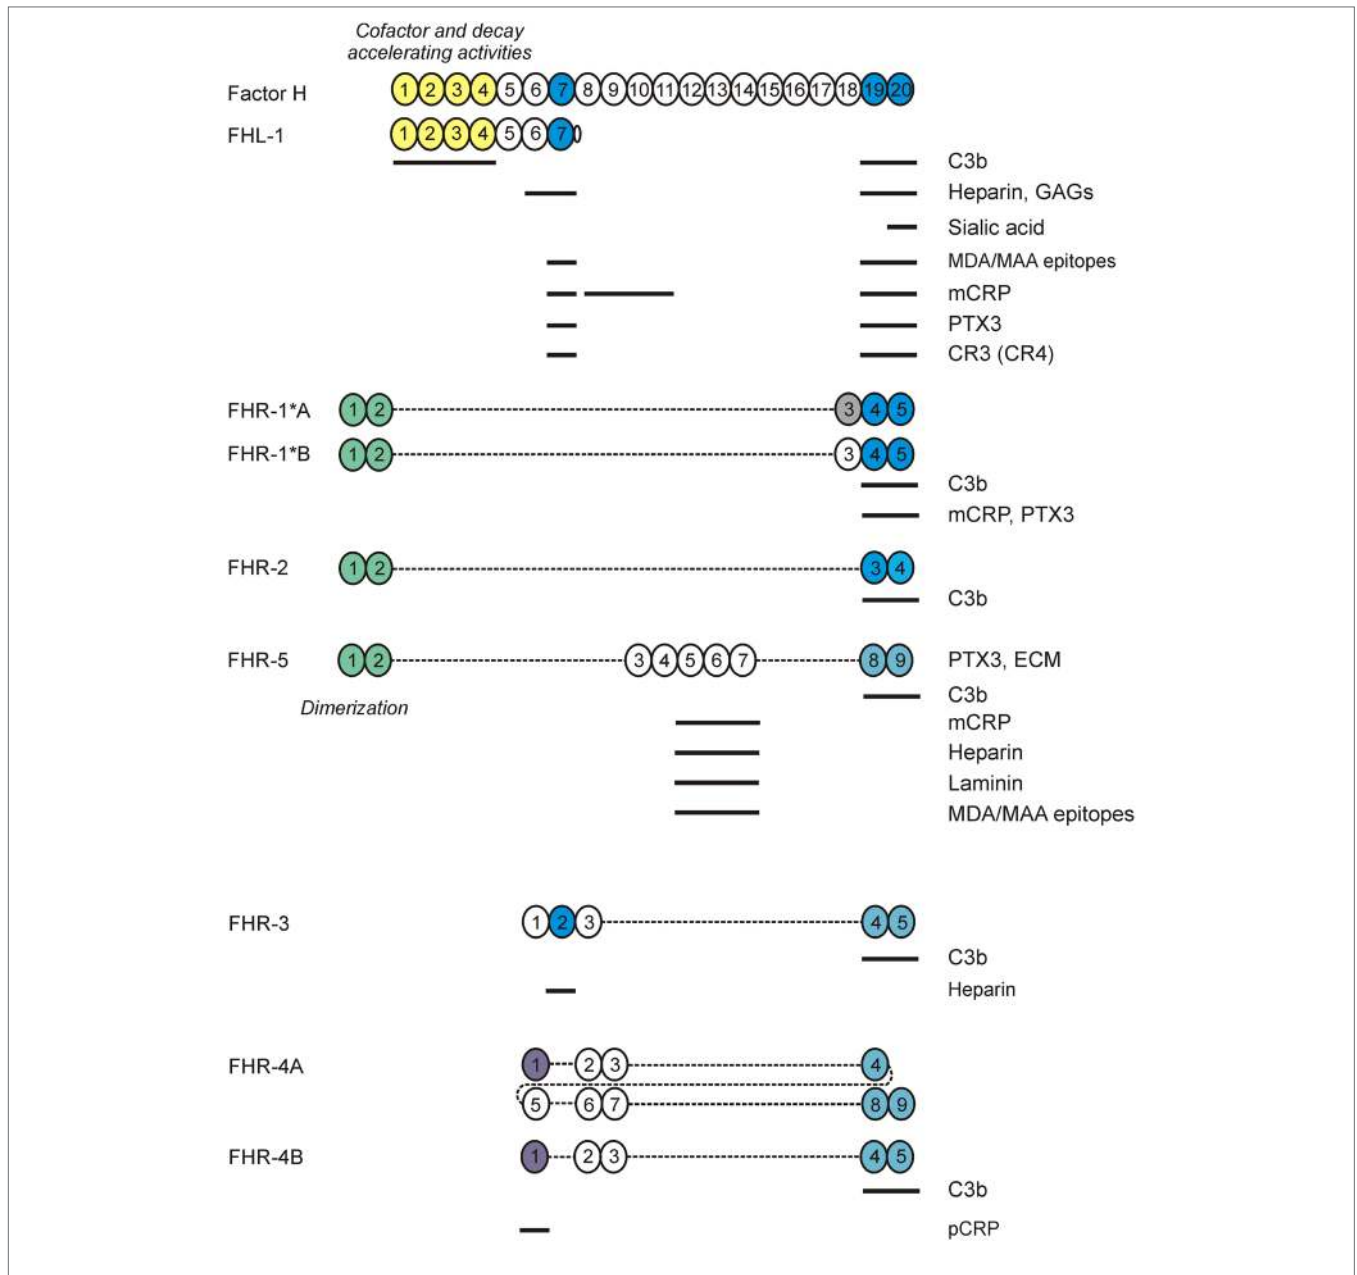 Cofactor and decay
accelerating activities
Factor H 1 2 3 4 5 6 7 8 9 10 11 12 13 14 15 16 17 18 19 20
FHL-1 1 2 3 4 5 6 7
C3b
Heparin, GAGs
Sialic acid
MDA/MAA epitopes
mCRP
PTX3
CR3 (CR4)
FHR-1*A 1 2 3 4 5
FHR-1*B 1 2 3 4 5
C3b
mCRP, PTX3
FHR-2 1 2 3 4
C3b
FHR-5 1 2 3 4 5 6 7 8 9 PTX3, ECM
C3b
Dimerization
mCRP
Heparin
Laminin
MDA/MAA epitopes
FHR-3 1 2 3 4 5
C3b
Heparin
FHR-4A 1 2 3 4
5 6 7 8 9
FHR-4B 1 2 3 4 5
C3b
pCRP